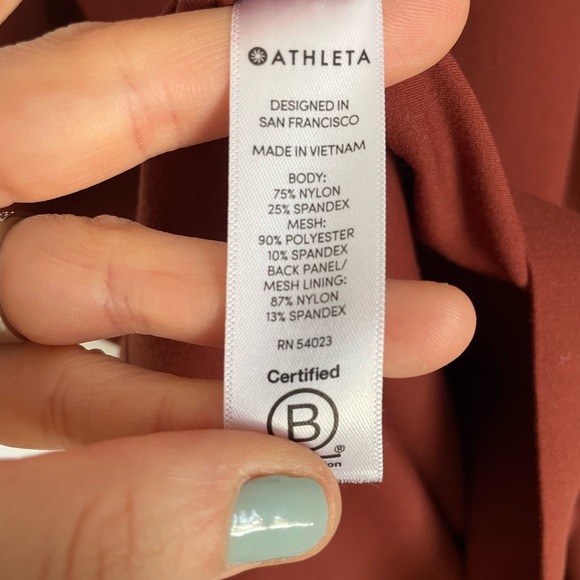 ATHLETA
DESIGNED IN
SAN FRANCISCO
MADE IN VIETNAM
BODY:
75% NYLON
25% SPANDEX
MESH:
90% POLYESTER
10% SPANDEX
BACK PANEL/
MESH LINING:
87% NYLON
13% SPANDEX
RN 54023
Certified
B
®